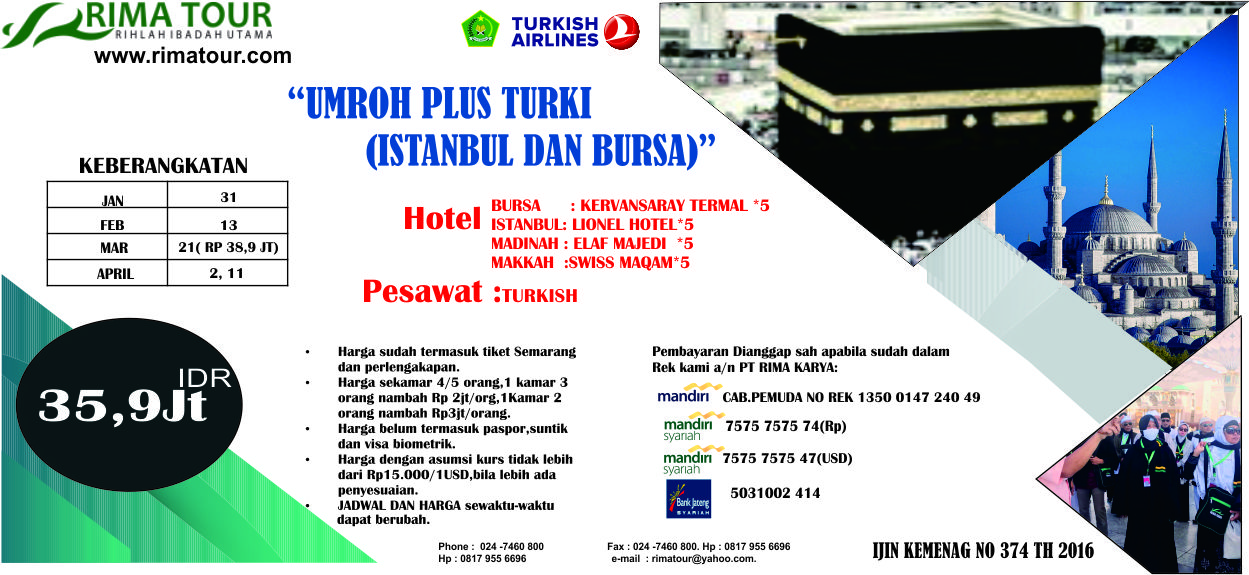 RIMA TOUR
RIHLAH IBADAH UTAMA
www.rimatour.com
TURKISH
AIRLINES
“UMROH PLUS TURKI
(ISTANBUL DAN BURSA)”
KEBERANGKATAN
JAN 31
FEB 13
MAR 21( RP 38,9 JT)
APRIL 2, 11
Hotel
BURSA : KERVANSARAY TERMAL *5
ISTANBUL: LIONEL HOTEL*5
MADINAH : ELAF MAJEDI *5
MAKKAH :SWISS MAQAM*5
Pesawat :TURKISH
IDR
35,9Jt
• Harga sudah termasuk tiket Semarang
dan perlengakapan.
• Harga sekamar 4/5 orang,1 kamar 3
orang nambah Rp 2jt/org,1Kamar 2
orang nambah Rp3jt/orang.
• Harga belum termasuk paspor,suntik
dan visa biometrik.
• Harga dengan asumsi kurs tidak lebih
dari Rp15.000/1USD,bila lebih ada
penyesuaian.
• JADWAL DAN HARGA sewaktu-waktu
dapat berubah.
Pembayaran Dianggap sah apabila sudah dalam
Rek kami a/n PT RIMA KARYA:
mandiri CAB.PEMUDA NO REK 1350 0147 240 49
mandiri
syariah
7575 7575 74(Rp)
mandiri
syariah
7575 7575 47(USD)
Bank Jateng
SYARIAH
5031002 414
Phone : 024 -7460 800
Hp : 0817 955 6696
Fax : 024 -7460 800. Hp : 0817 955 6696
e-mail : rimatour@yahoo.com.
IJIN KEMENAG NO 374 TH 2016